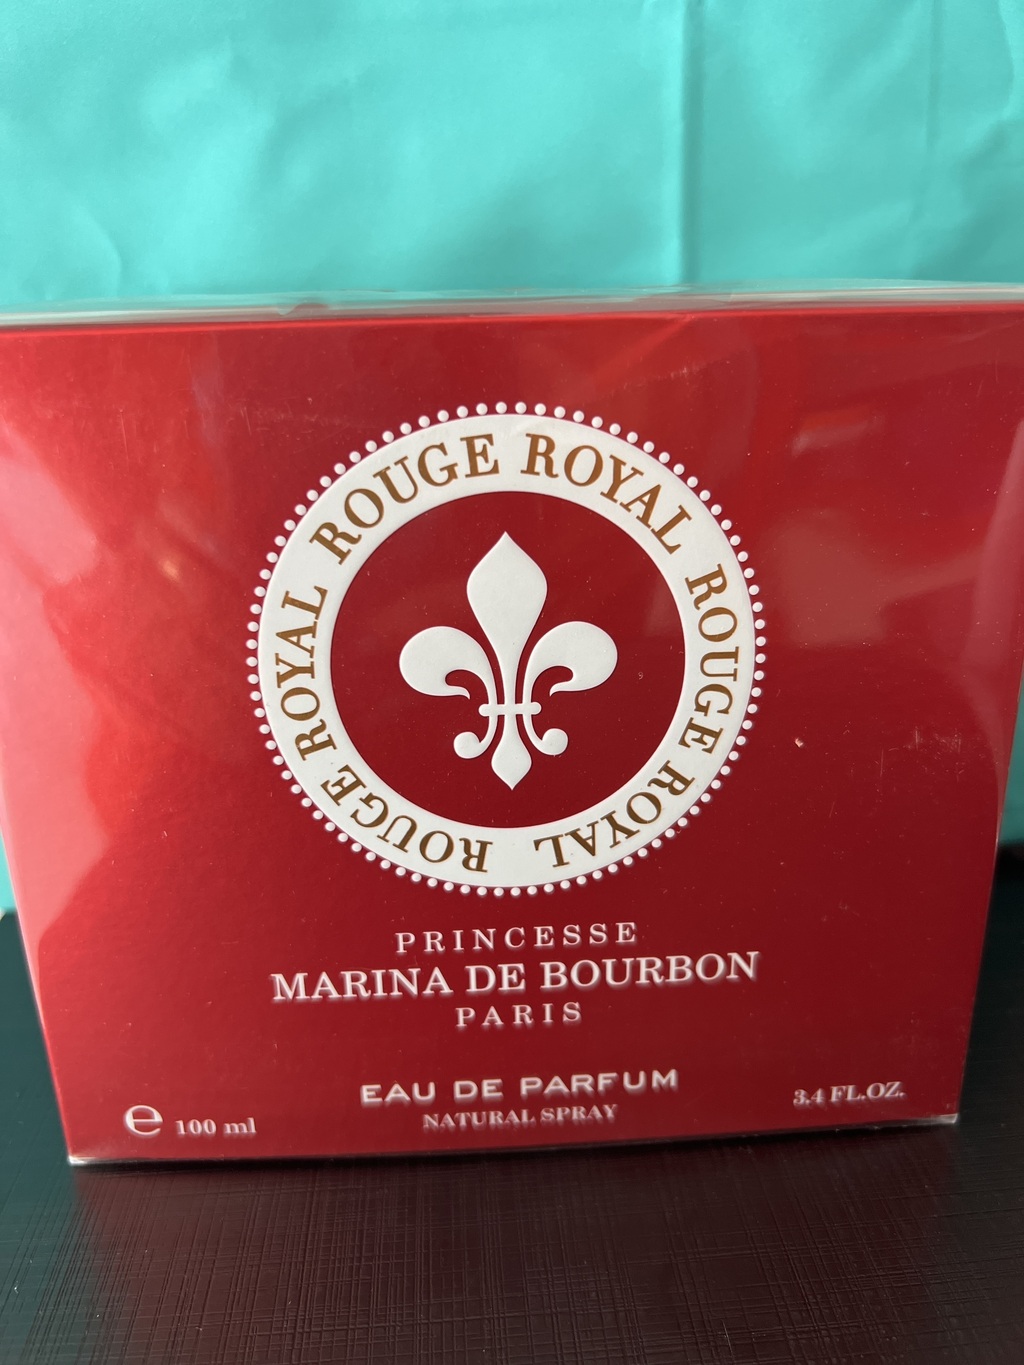 ROUGE ROYAL ROUGE ROYAL ROUGE ROYAL
PRINCESSE
MARINA DE BOURBON
PARIS
EAU DE PARFUM
NATURAL SPRAY
e 100 ml
3.4 FL.OZ.